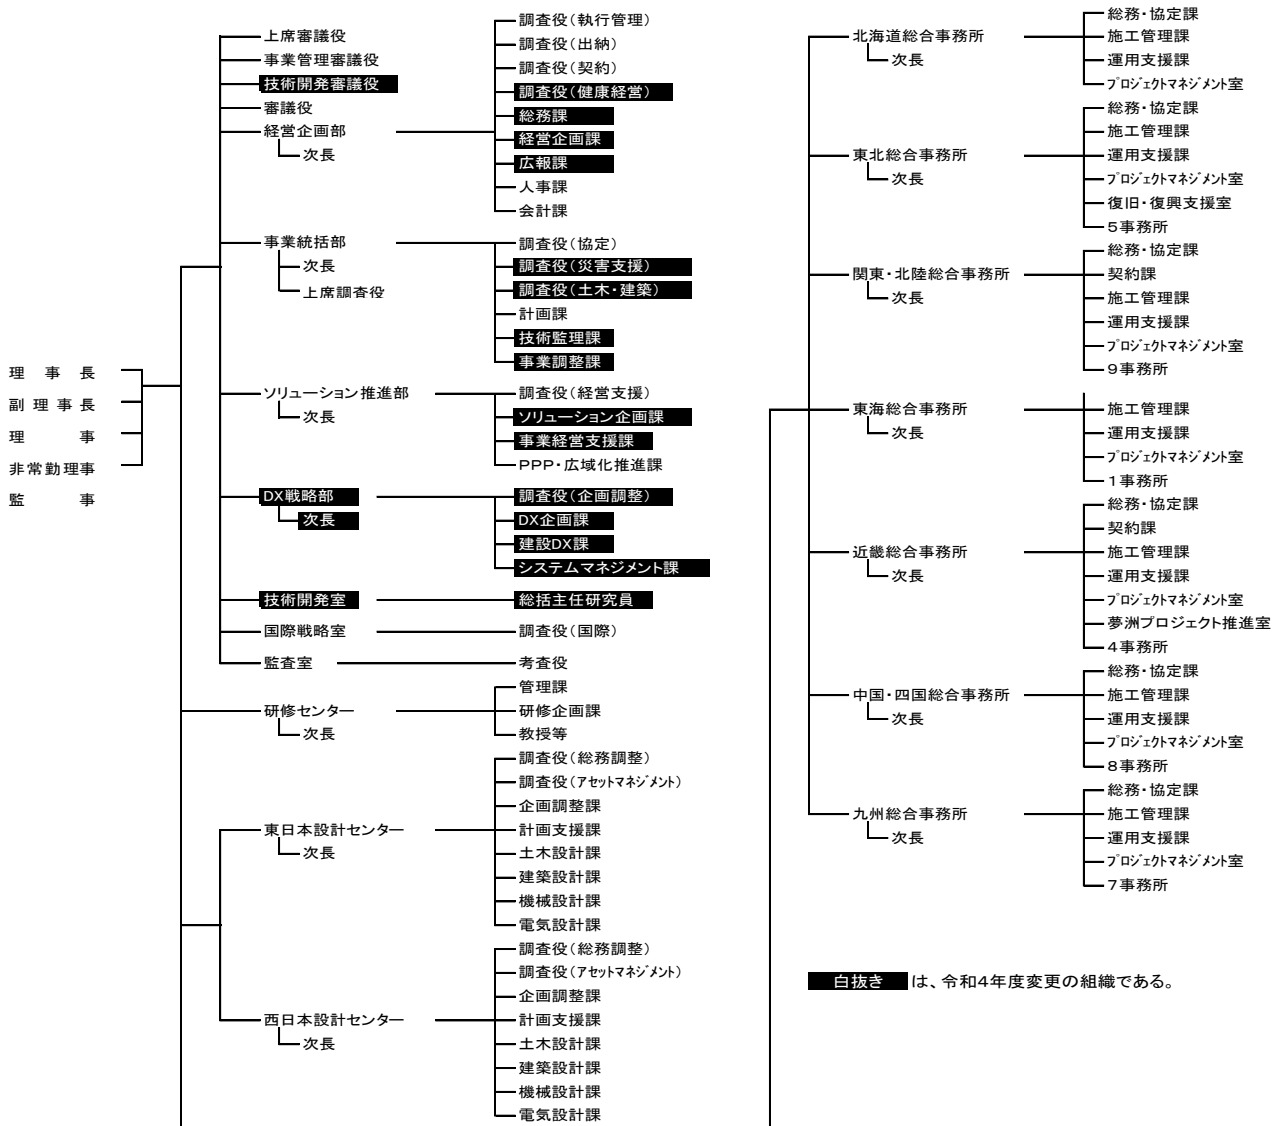 理事長
副理事長
理事
非常勤理事
監事
上席審議役
事業管理審議役
技術開発審議役
審議役
経営企画部
次長
調査役(執行管理)
調査役(出納)
調査役(契約)
調査役(健康経営)
総務課
経営企画課
広報課
人事課
会計課
事業統括部
次長
上席調査役
調査役(協定)
調査役(災害支援)
調査役(土木・建築)
計画課
技術監理課
事業調整課
ソリューション推進部
次長
調査役(経営支援)
ソリューション企画課
事業経営支援課
PPP・広域化推進課
DX戦略部
次長
調査役(企画調整)
DX企画課
建設DX課
システムマネジメント課
技術開発室
総括主任研究員
国際戦略室
調査役(国際)
監査室
考査役
研修センター
次長
管理課
研修企画課
教授等
東日本設計センター
次長
調査役(総務調整)
調査役(アセットマネジメント)
企画調整課
計画支援課
土木設計課
建築設計課
機械設計課
電気設計課
西日本設計センター
次長
調査役(総務調整)
調査役(アセットマネジメント)
企画調整課
計画支援課
土木設計課
建築設計課
機械設計課
電気設計課
北海道総合事務所
次長
総務・協定課
施工管理課
運用支援課
プロジェクトマネジメント室
東北総合事務所
次長
総務・協定課
施工管理課
運用支援課
プロジェクトマネジメント室
復旧・復興支援室
5事務所
関東・北陸総合事務所
次長
総務・協定課
契約課
施工管理課
運用支援課
プロジェクトマネジメント室
9事務所
東海総合事務所
次長
施工管理課
運用支援課
プロジェクトマネジメント室
1事務所
近畿総合事務所
次長
総務・協定課
契約課
施工管理課
運用支援課
プロジェクトマネジメント室
夢洲プロジェクト推進室
4事務所
中国・四国総合事務所
次長
総務・協定課
施工管理課
運用支援課
プロジェクトマネジメント室
8事務所
九州総合事務所
次長
総務・協定課
施工管理課
運用支援課
プロジェクトマネジメント室
7事務所
白抜き は、令和4年度変更の組織である。